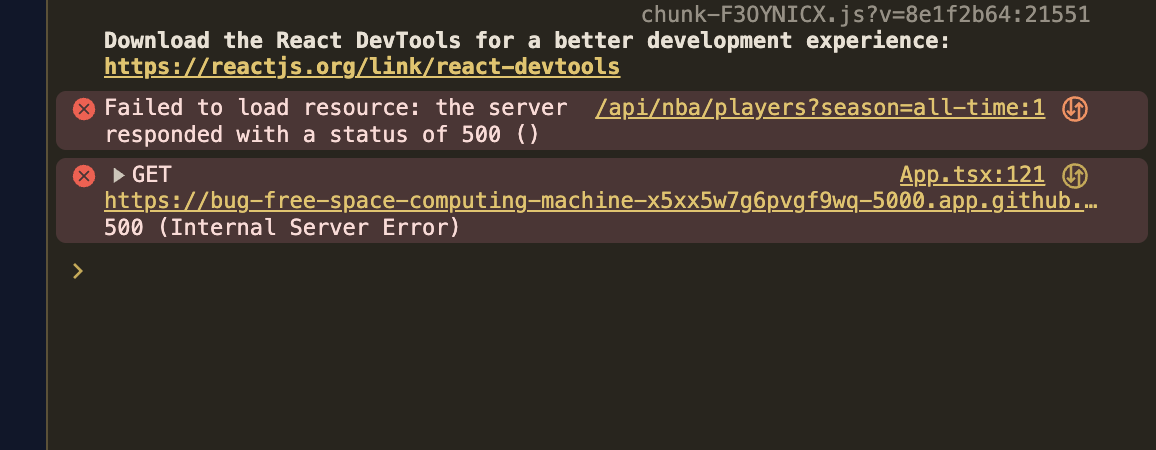 chunk-F3OYNICX.js?v=8e1f2b64:21551
Download the React DevTools for a better development experience:
https://reactjs.org/link/react-devtools
Failed to load resource: the server /api/nba/players?season=all-time:1
responded with a status of 500 ()
GET App.tsx:121
https://bug-free-space-computing-machine-x5xx5w7g6pvgf9wq-5000.app.github.…
500 (Internal Server Error)